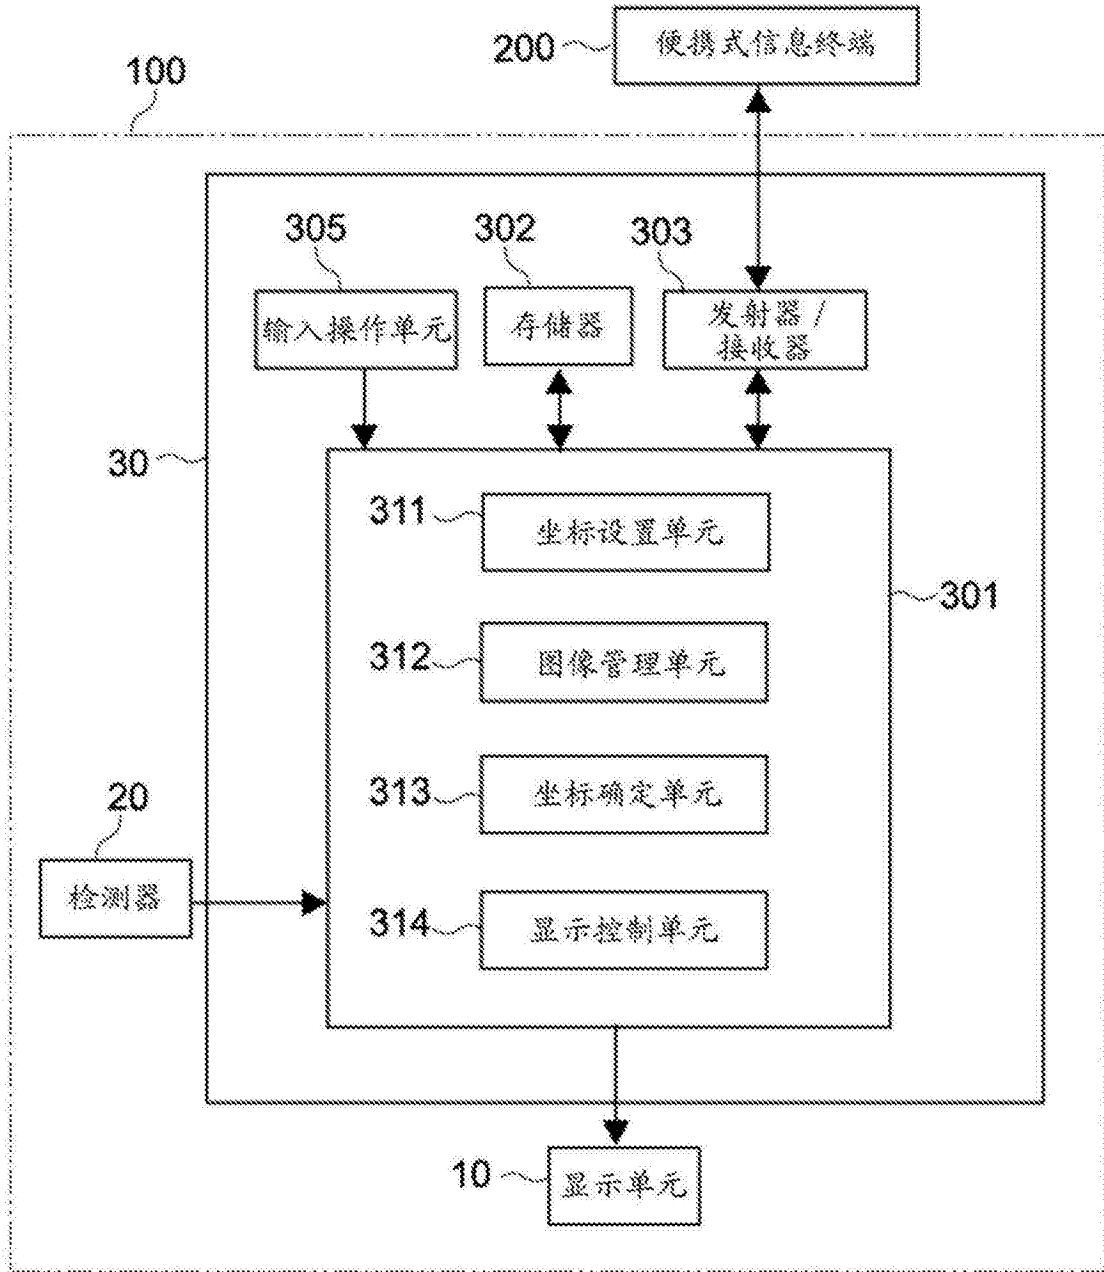 200
便携式信息终端
100
305
302
303
输入操作单元
存储器
发射器/
接收器
30
311
坐标设置单元
301
312
图像管理单元
313
坐标确定单元
20
检测器
314
显示控制单元
10
显示单元